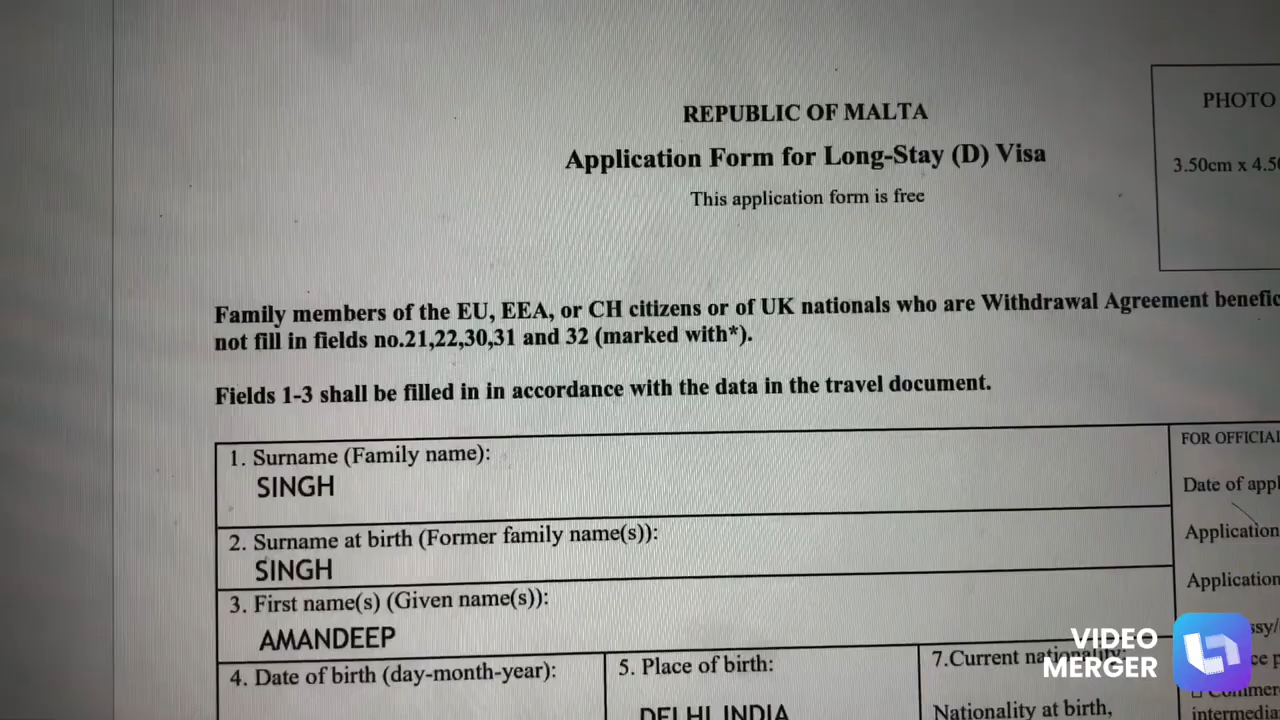 REPUBLIC OF MALTA
Application Form for Long-Stay (D) Visa
This application form is free
PHOTO
3.50cm x 4.5
Family members of the EU, EEA, or CH citizens or of UK nationals who are Withdrawal Agreement benefic
not fill in fields no.21,22,30,31 and 32 (marked with*).
Fields 1-3 shall be filled in in accordance with the data in the travel document.
1. Surname (Family name):
SINGH
2. Surname at birth (Former family name(s)):
SINGH
3. First name(s) (Given name(s)):
AMANDEEP
4. Date of birth (day-month-year):
5. Place of birth:
DELHI, INDIA
7.Current nationality:
Nationality at birth,
FOR OFFICIAL
Date of appl
Application
Application
ssy/
ce p
Commer
intermedia
VIDEO
MERGER